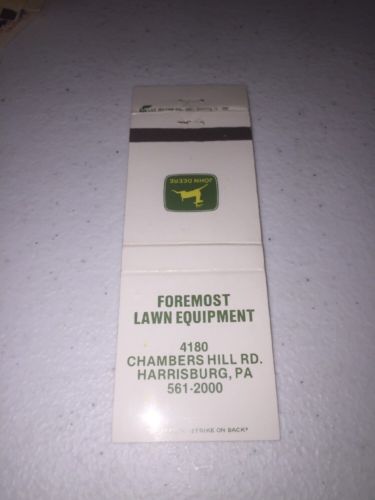 JOHN DEERE
FOREMOST
LAWN EQUIPMENT
4180
CHAMBERS HILL RD.
HARRISBURG, PA
561-2000
STRIKE ON BACK